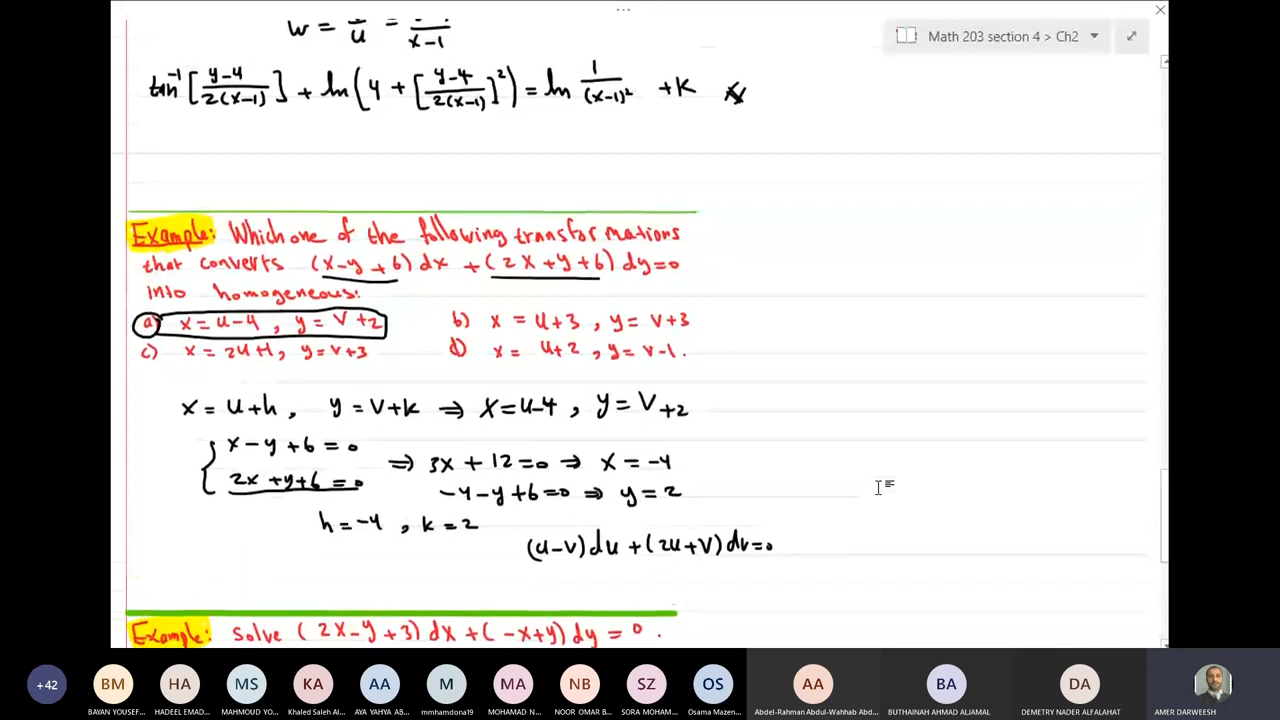 Math 203 section 4 > Ch2
w = — = —
u x-1
tan⁻¹[(y-4)/(2(x-1))] + ln(4 + [(y-4)/(2(x-1))]²) = ln 1/(x-1)² + K
Example: Which one of the following transformations
that converts (x-y+6)dx + (2x+y+6)dy=0
into homogeneous:
a) x=u-4, y=v+2 b) x=u+3, y=v+3
c) x=2u+1, y=v+3 d) x=u+2, y=v-1.
x=u+h, y=v+k ⇒ x=u-4, y=v+2
x-y+6=0
2x+y+6=0 ⇒ 3x+12=0 ⇒ x=-4
-4-y+6=0 ⇒ y=2
h=-4, k=2
(u-v)du+(2u+v)dv=0
Example: solve (2x-y+3)dx+(-x+y)dy=0.
+42 BM HA MS KA AA M MA NB SZ OS AA BA DA
BAYAN YOUSEF... HADEEL EMAD... MAHMOUD YO... Khaled Saleh Al... AYA YAHYA AB... mmhamdona19 MOHAMAD N... NOOR OMAR B... SORA MOHAM... Osama Mazen... Abdel-Rahman Abdul-Wahhab Abd... BUTHAINAH AHMAD ALJAMAL DEMETRY NADER ALFALAHAT AMER DARWEESH